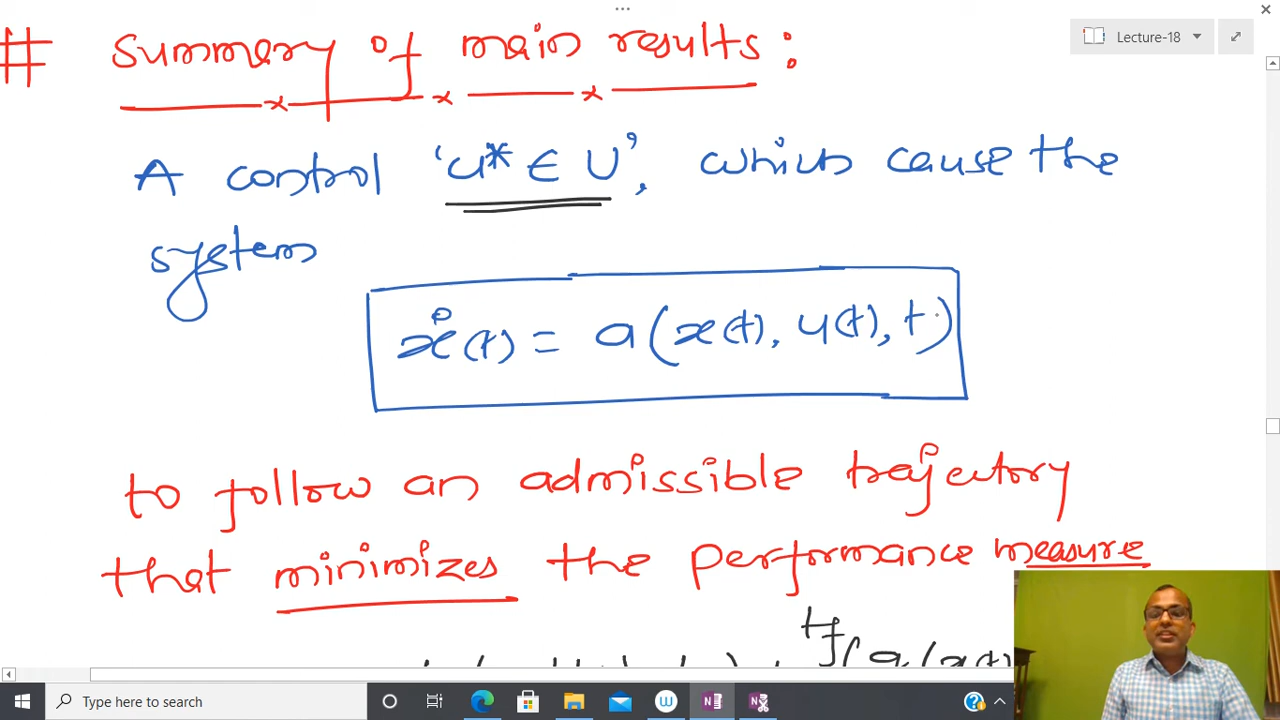 # Summary of main results:
Lecture-18
A control 'u* ∈ U', which cause the
system
ẋ(t) = a(x(t), u(t), t)
to follow an admissible trajectory
that minimizes the performance measure
tf
Type here to search